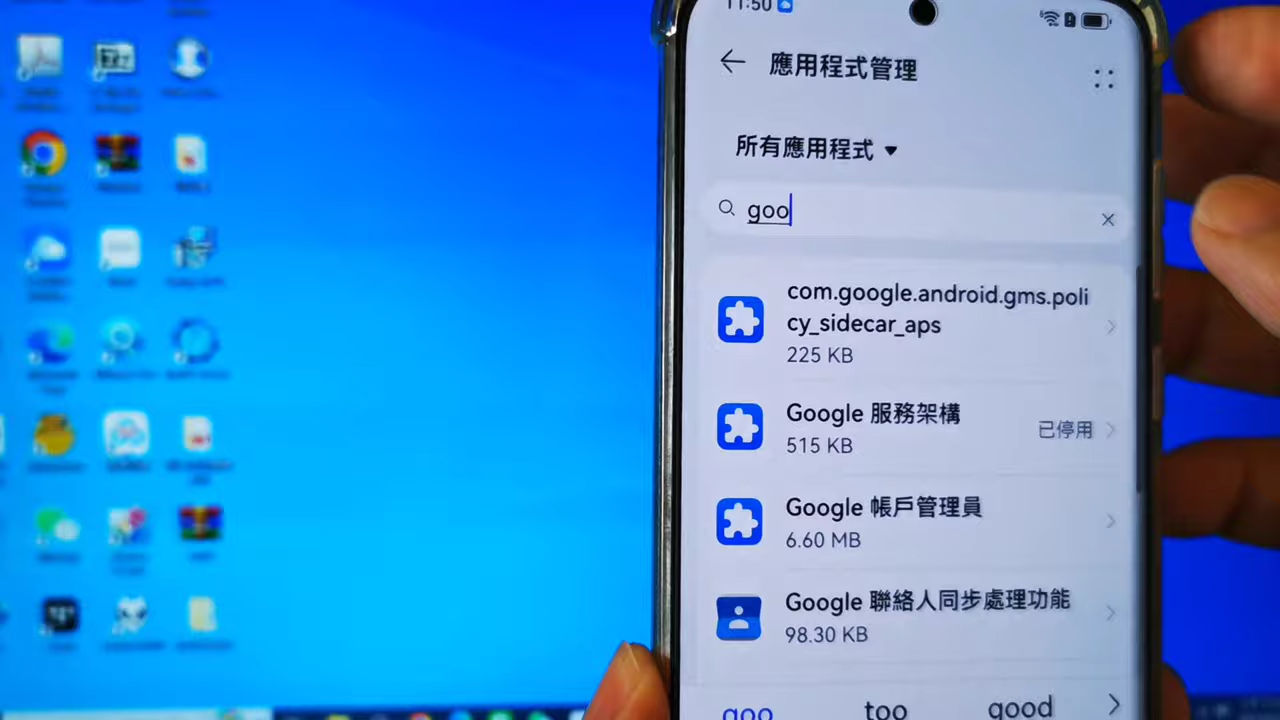 11:50
應用程式管理
所有應用程式
goo
com.google.android.gms.poli
cy_sidecar_aps
225 KB
Google 服務架構
515 KB
已停用
Google 帳戶管理員
6.60 MB
Google 聯絡人同步處理功能
98.30 KB
goo too good